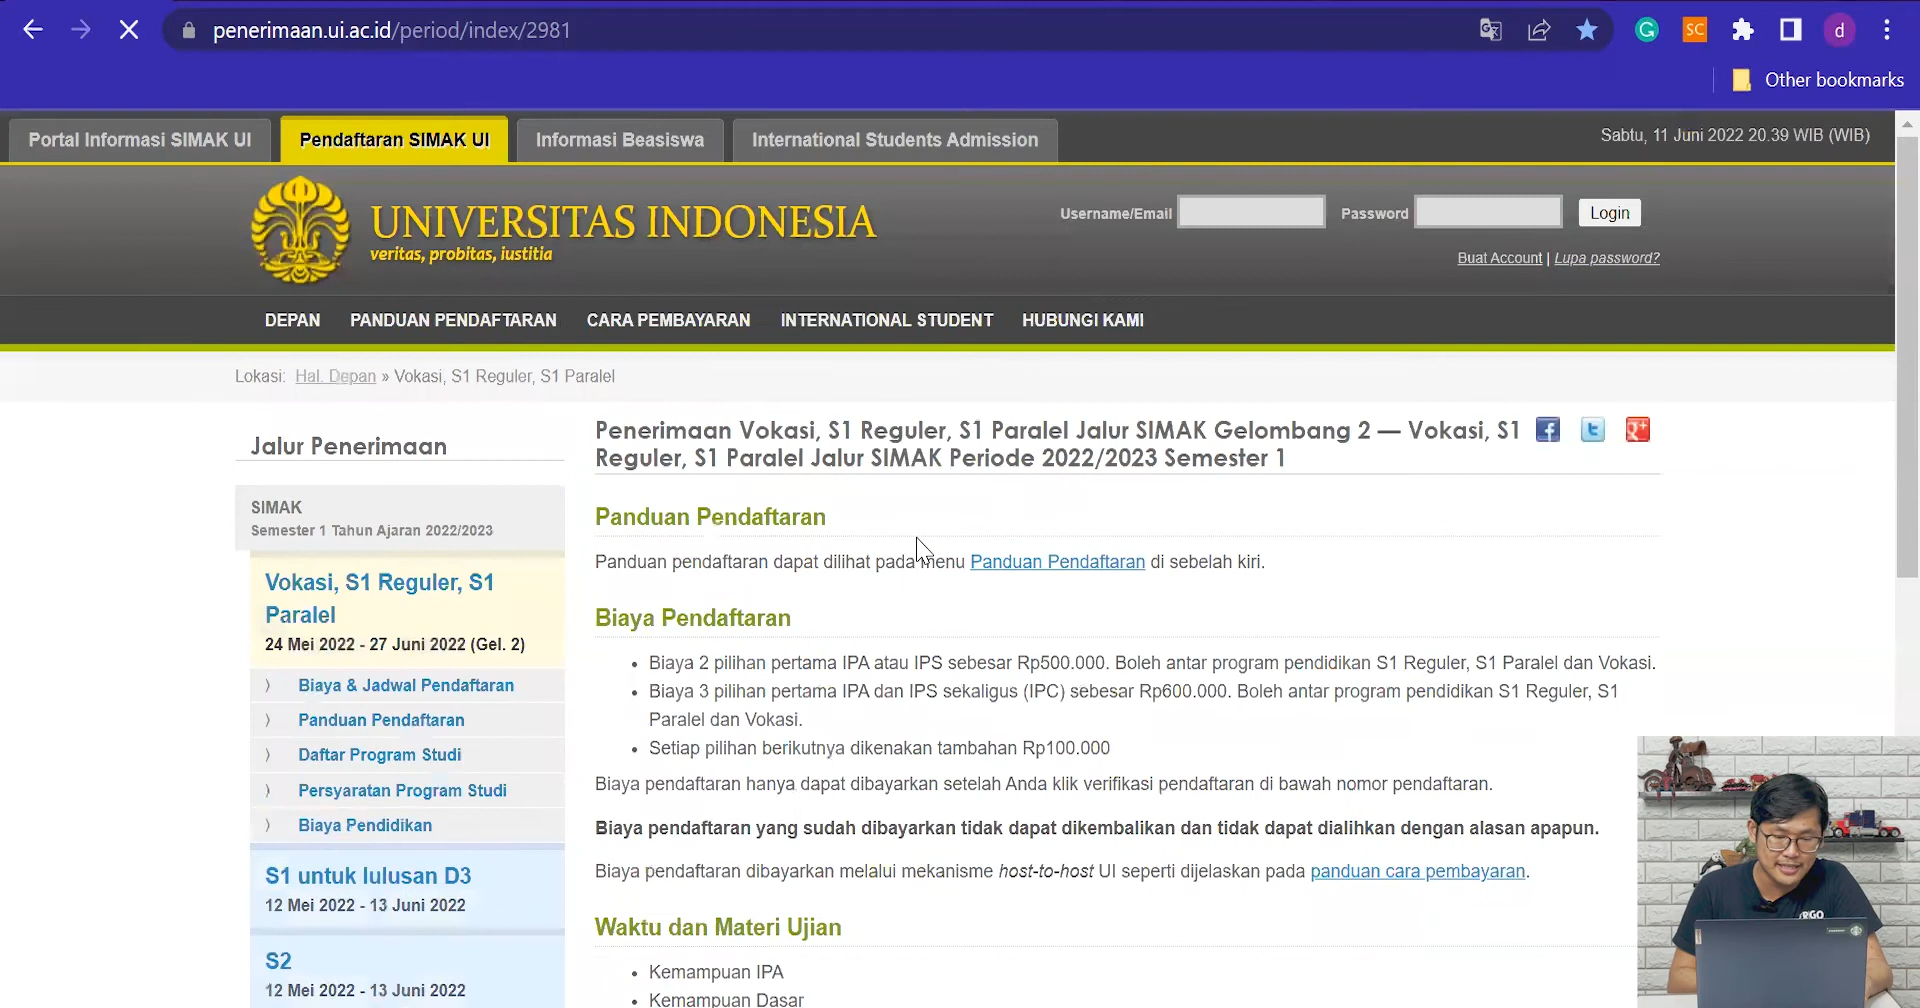 penerimaan.ui.ac.id/period/index/2981
SC
d
Other bookmarks
Portal Informasi SIMAK UI
Pendaftaran SIMAK UI
Informasi Beasiswa
International Students Admission
Sabtu, 11 Juni 2022 20.39 WIB (WIB)
UNIVERSITAS INDONESIA
veritas, probitas, iustitia
Username/Email
Password
Login
Buat Account | Lupa password?
DEPAN
PANDUAN PENDAFTARAN
CARA PEMBAYARAN
INTERNATIONAL STUDENT
HUBUNGI KAMI
Lokasi: Hal. Depan » Vokasi, S1 Reguler, S1 Paralel
Jalur Penerimaan
SIMAK
Semester 1 Tahun Ajaran 2022/2023
Vokasi, S1 Reguler, S1
Paralel
24 Mei 2022 - 27 Juni 2022 (Gel. 2)
Biaya & Jadwal Pendaftaran
Panduan Pendaftaran
Daftar Program Studi
Persyaratan Program Studi
Biaya Pendidikan
S1 untuk lulusan D3
12 Mei 2022 - 13 Juni 2022
S2
12 Mei 2022 - 13 Juni 2022
Penerimaan Vokasi, S1 Reguler, S1 Paralel Jalur SIMAK Gelombang 2 — Vokasi, S1
Reguler, S1 Paralel Jalur SIMAK Periode 2022/2023 Semester 1
Panduan Pendaftaran
Panduan pendaftaran dapat dilihat pada menu Panduan Pendaftaran di sebelah kiri.
Biaya Pendaftaran
• Biaya 2 pilihan pertama IPA atau IPS sebesar Rp500.000. Boleh antar program pendidikan S1 Reguler, S1 Paralel dan Vokasi.
• Biaya 3 pilihan pertama IPA dan IPS sekaligus (IPC) sebesar Rp600.000. Boleh antar program pendidikan S1 Reguler, S1
Paralel dan Vokasi.
• Setiap pilihan berikutnya dikenakan tambahan Rp100.000
Biaya pendaftaran hanya dapat dibayarkan setelah Anda klik verifikasi pendaftaran di bawah nomor pendaftaran.
Biaya pendaftaran yang sudah dibayarkan tidak dapat dikembalikan dan tidak dapat dialihkan dengan alasan apapun.
Biaya pendaftaran dibayarkan melalui mekanisme host-to-host UI seperti dijelaskan pada panduan cara pembayaran.
Waktu dan Materi Ujian
• Kemampuan IPA
• Kemampuan Dasar